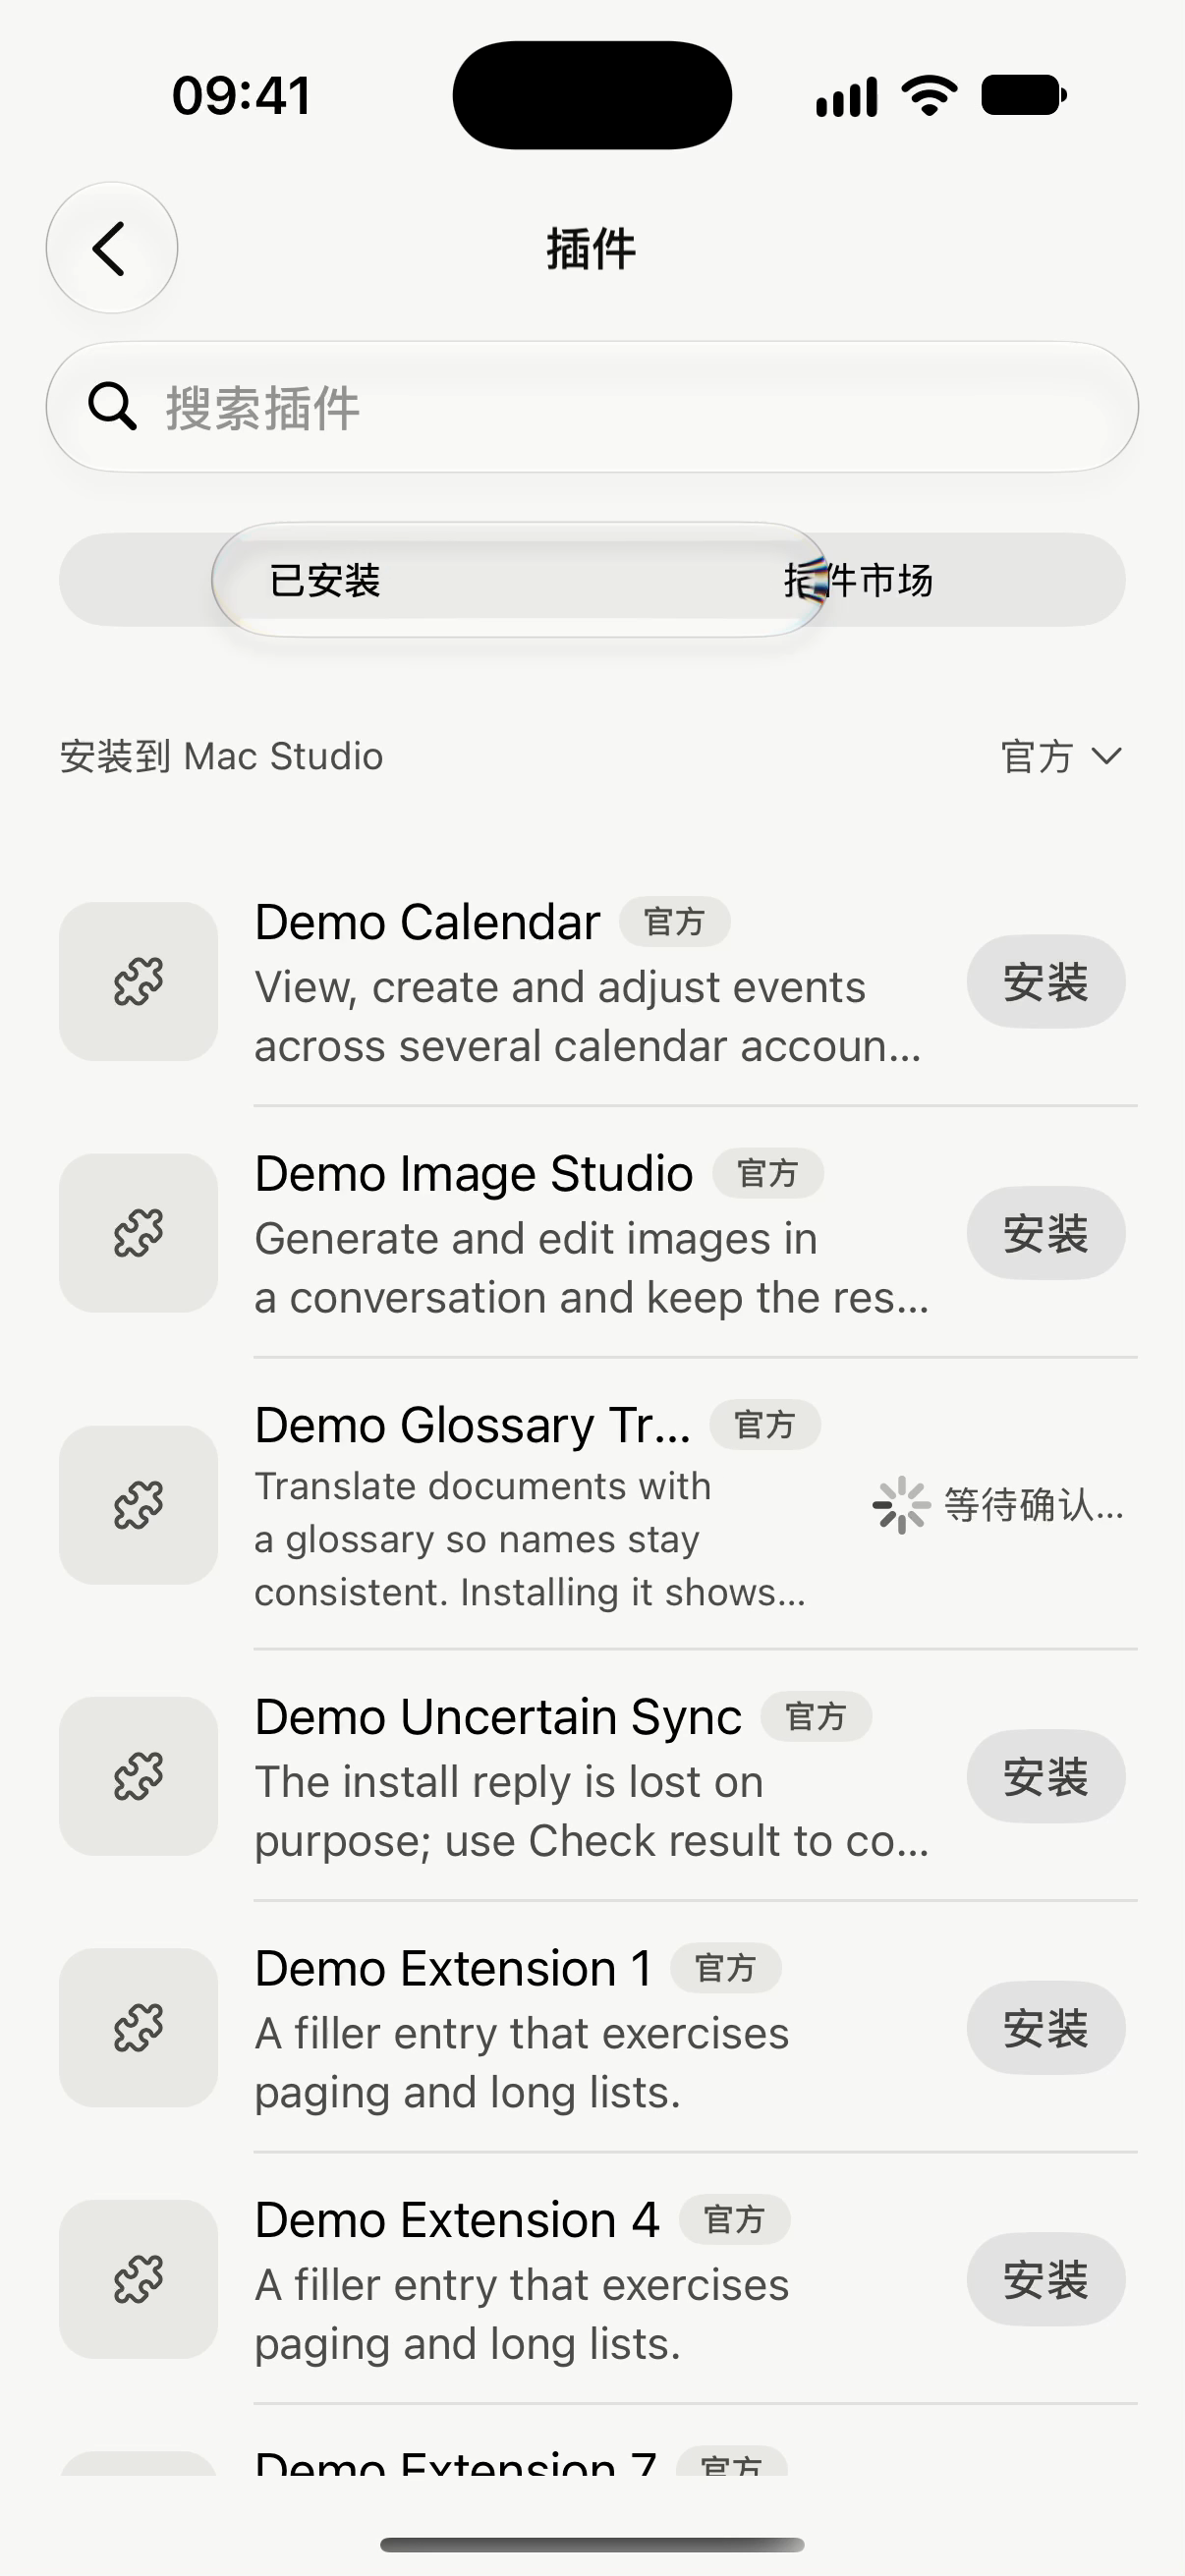 09:41
插件
搜索插件
已安装
插件市场
安装到 Mac Studio
官方
Demo Calendar
官方
View, create and adjust events
across several calendar accoun...
安装
Demo Image Studio
官方
Generate and edit images in
a conversation and keep the res...
安装
Demo Glossary Tr...
官方
Translate documents with
a glossary so names stay
consistent. Installing it shows...
等待确认...
Demo Uncertain Sync
官方
The install reply is lost on
purpose; use Check result to co...
安装
Demo Extension 1
官方
A filler entry that exercises
paging and long lists.
安装
Demo Extension 4
官方
A filler entry that exercises
paging and long lists.
安装
Demo Extension 7
官方